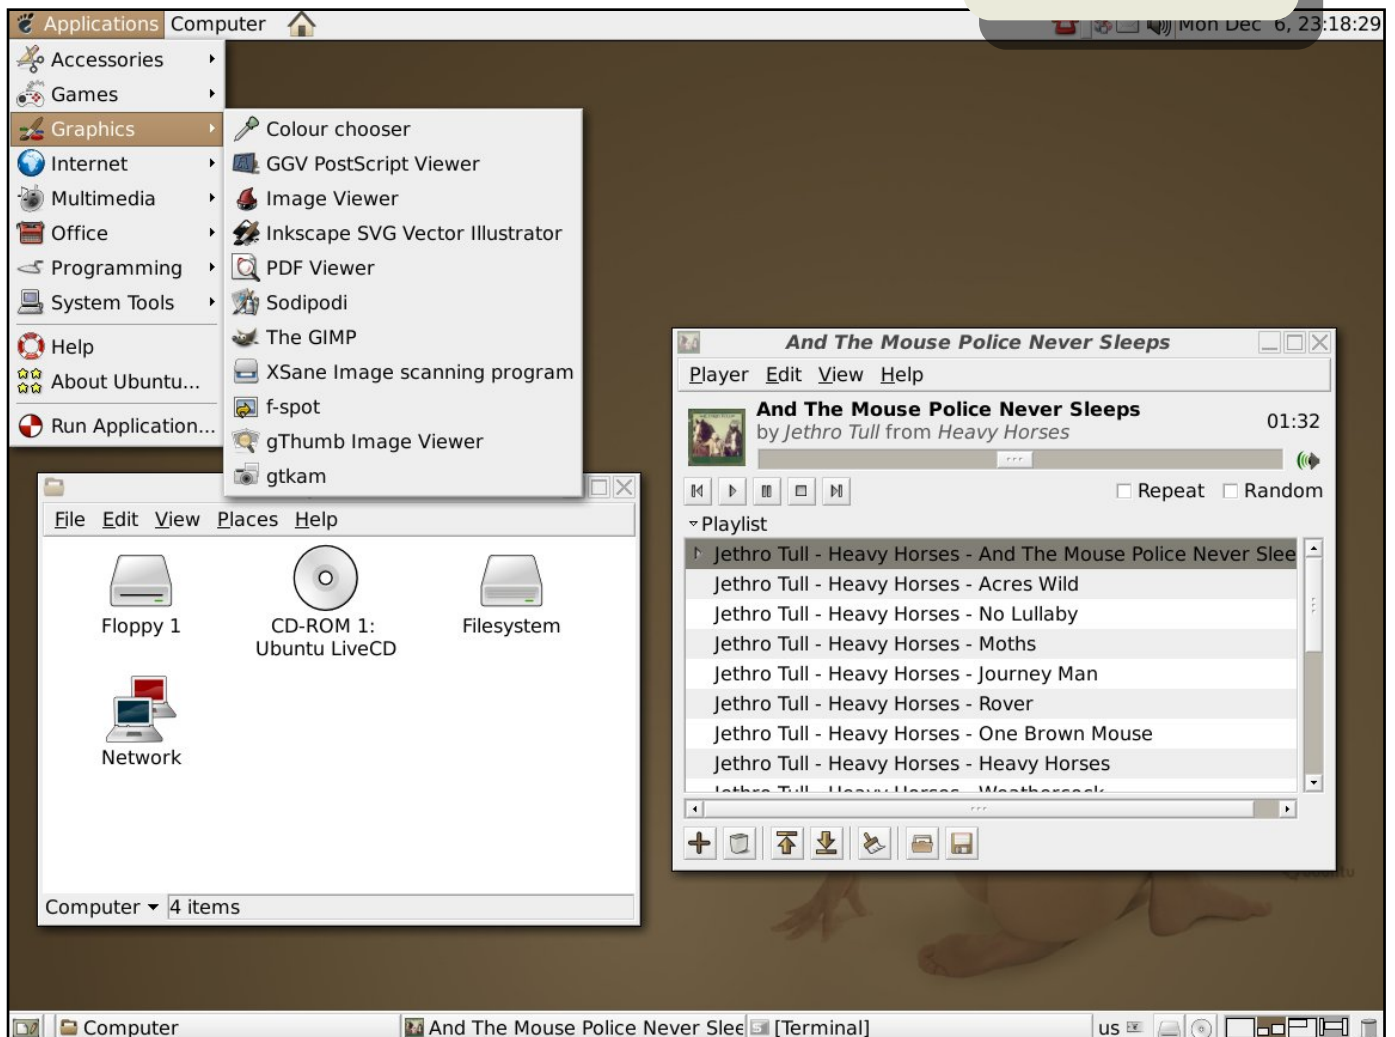 Applications Computer
Mon Dec 6, 23:18:29
Accessories
Games
Graphics
Internet
Multimedia
Office
Programming
System Tools
Help
About Ubuntu...
Run Application...
Colour chooser
GGV PostScript Viewer
Image Viewer
Inkscape SVG Vector Illustrator
PDF Viewer
Sodipodi
The GIMP
XSane Image scanning program
f-spot
gThumb Image Viewer
gtkam
File Edit View Places Help
Floppy 1
CD-ROM 1:
Ubuntu LiveCD
Filesystem
Network
Computer 4 items
And The Mouse Police Never Sleeps
Player Edit View Help
And The Mouse Police Never Sleeps
01:32
by Jethro Tull from Heavy Horses
Repeat Random
Playlist
Jethro Tull - Heavy Horses - And The Mouse Police Never Slee
Jethro Tull - Heavy Horses - Acres Wild
Jethro Tull - Heavy Horses - No Lullaby
Jethro Tull - Heavy Horses - Moths
Jethro Tull - Heavy Horses - Journey Man
Jethro Tull - Heavy Horses - Rover
Jethro Tull - Heavy Horses - One Brown Mouse
Jethro Tull - Heavy Horses - Heavy Horses
Jethro Tull - Heavy Horses - Weathercock
ubuntu
Computer
And The Mouse Police Never Slee
[Terminal]
us